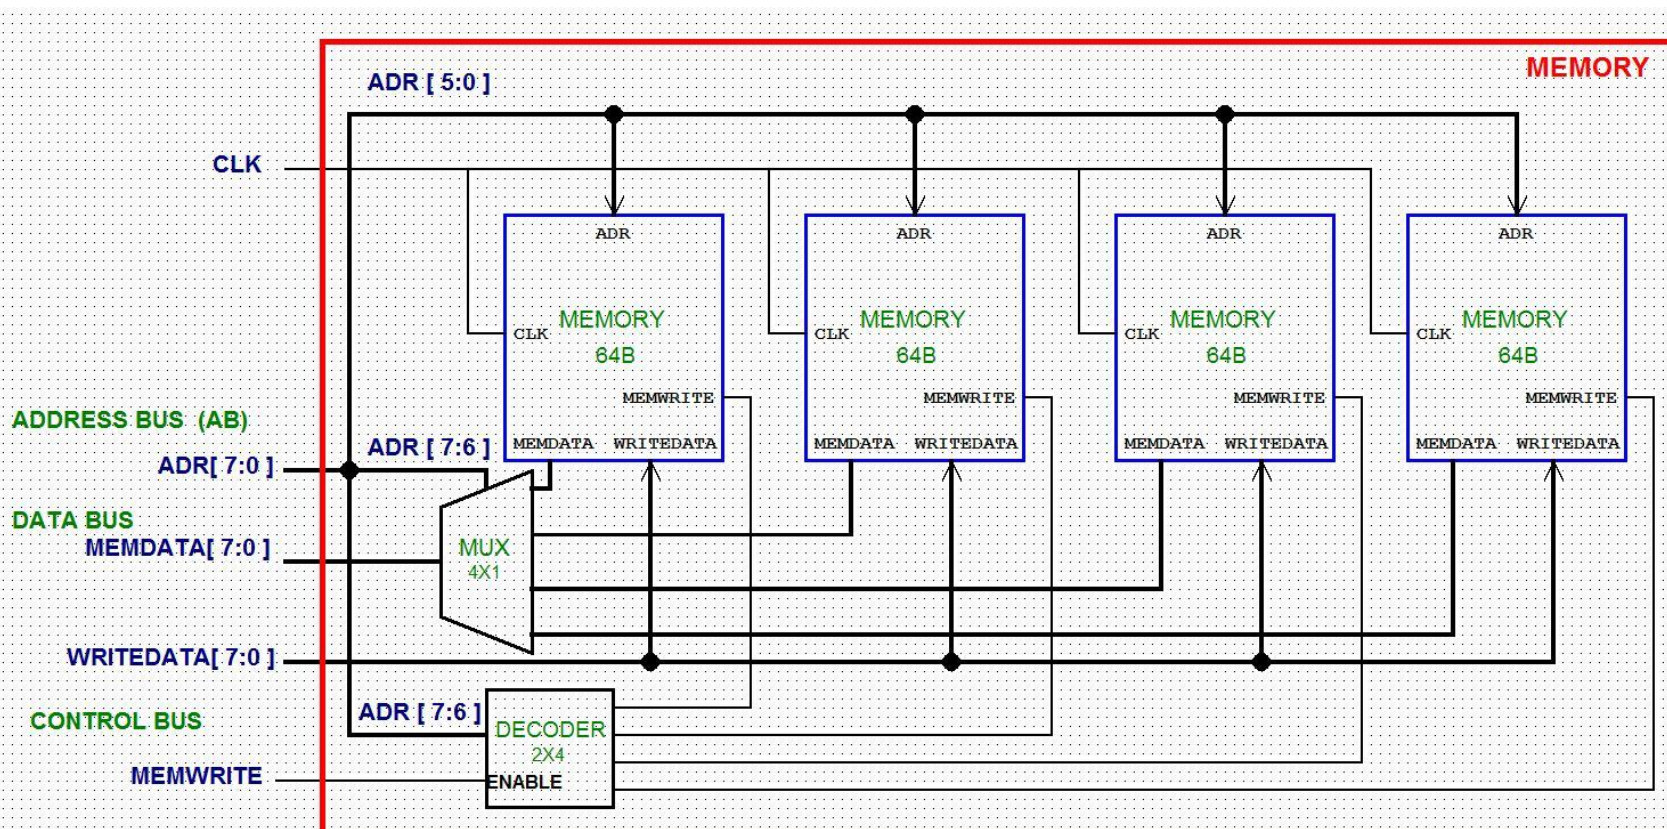 MEMORY
ADR [ 5:0 ]
CLK
ADR ADR ADR ADR
MEMORY MEMORY MEMORY MEMORY
CLK CLK CLK CLK
64B 64B 64B 64B
MEMWRITE MEMWRITE MEMWRITE MEMWRITE
ADDRESS BUS (AB)
ADR [ 7:6 ]
MEMDATA WRITEDATA MEMDATA WRITEDATA MEMDATA WRITEDATA MEMDATA WRITEDATA
ADR[ 7:0 ]
DATA BUS
MEMDATA[ 7:0 ]
MUX
4X1
WRITEDATA[ 7:0 ]
ADR [ 7:6 ]
CONTROL BUS
DECODER
2X4
MEMWRITE
ENABLE